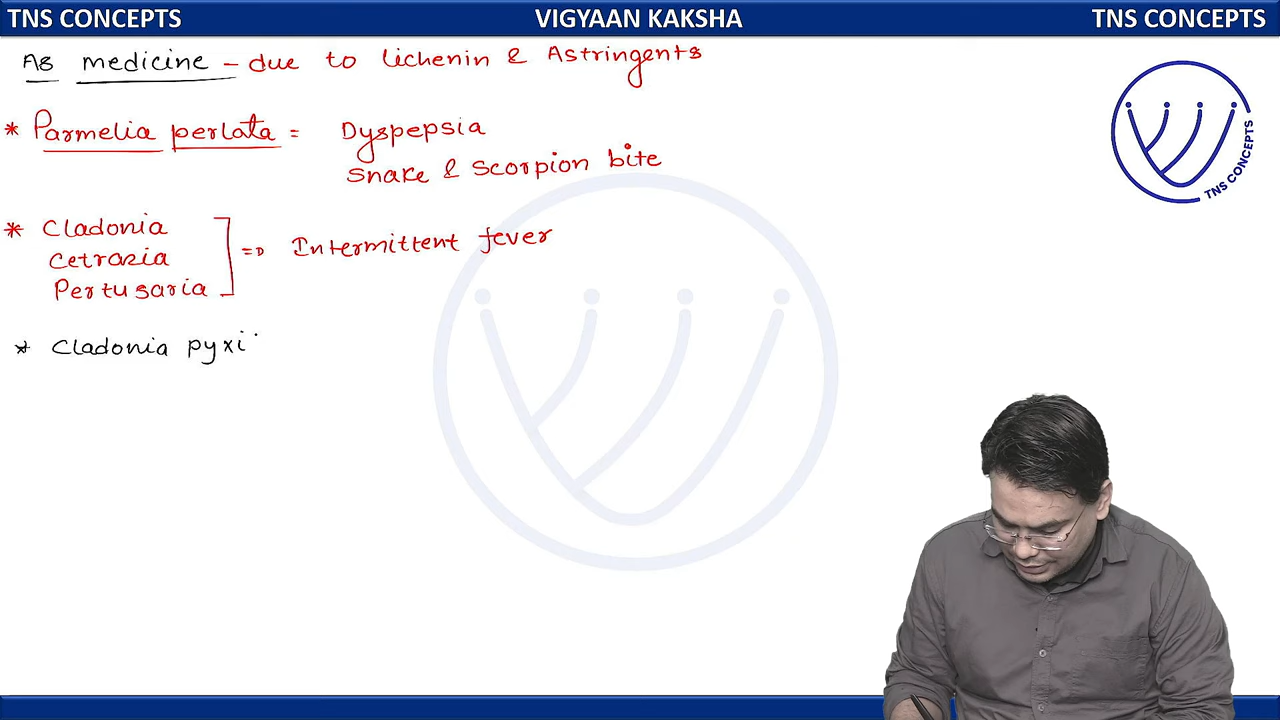 TNS CONCEPTS VIGYAAN KAKSHA TNS CONCEPTS
As medicine - due to lichenin & Astringents
* Parmelia perlata = Dyspepsia
Snake & Scorpion bite
* Cladonia
Cetrazia
Pertusaria
=> Intermittent fever
* Cladonia pyxi
TNS CONCEPTS